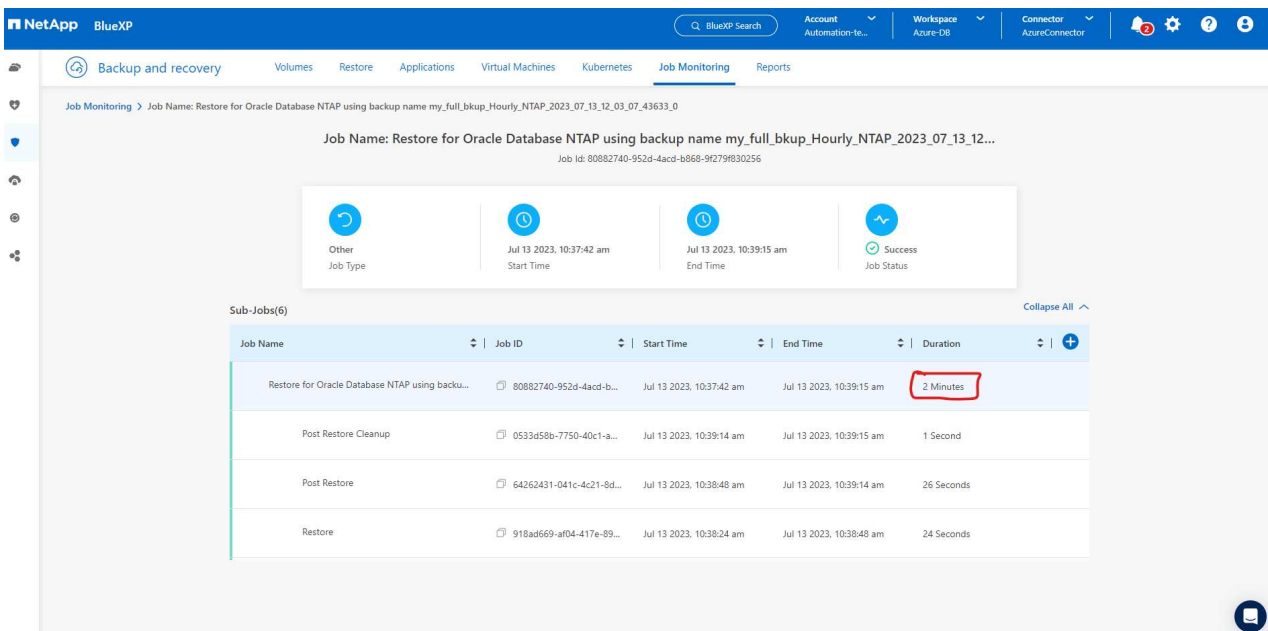 NetApp BlueXP
BlueXP Search
Account
Automation-te...
Workspace
Azure-DB
Connector
AzureConnector
2
Backup and recovery
Volumes Restore Applications Virtual Machines Kubernetes Job Monitoring Reports
Job Monitoring > Job Name: Restore for Oracle Database NTAP using backup name my_full_bkup_Hourly_NTAP_2023_07_13_12_03_07_43633_0
Job Name: Restore for Oracle Database NTAP using backup name my_full_bkup_Hourly_NTAP_2023_07_13_12...
Job Id: 80882740-952d-4acd-b868-9f279f830256
Other
Job Type
Jul 13 2023, 10:37:42 am
Start Time
Jul 13 2023, 10:39:15 am
End Time
Success
Job Status
Sub-Jobs(6)
Collapse All
Job Name Job ID Start Time End Time Duration
Restore for Oracle Database NTAP using backu... 80882740-952d-4acd-b... Jul 13 2023, 10:37:42 am Jul 13 2023, 10:39:15 am 2 Minutes
Post Restore Cleanup 0533d58b-7750-40c1-a... Jul 13 2023, 10:39:14 am Jul 13 2023, 10:39:15 am 1 Second
Post Restore 64262431-041c-4c21-8d... Jul 13 2023, 10:38:48 am Jul 13 2023, 10:39:14 am 26 Seconds
Restore 918ad669-af04-417e-89... Jul 13 2023, 10:38:24 am Jul 13 2023, 10:38:48 am 24 Seconds